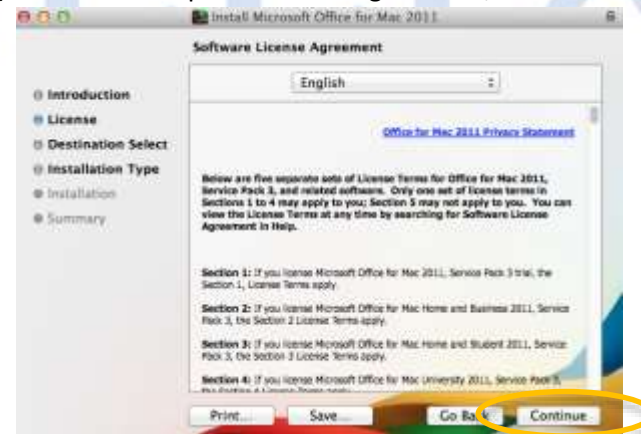 Install Microsoft Office for Mac 2011
Software License Agreement
English
Introduction
License
Destination Select
Installation Type
Installation
Summary
Office for Mac 2011 Privacy Statement
Below are five separate sets of License Terms for Office for Mac 2011,
Service Pack 3, and related software. Only one set of license terms in
Sections 1 to 4 may apply to you; Section 5 may not apply to you. You can
view the License Terms at any time by searching for Software License
Agreement in Help.
Section 1: If you license Microsoft Office for Mac 2011, Service Pack 3 trial, the
Section 1, License Terms apply.
Section 2: If you license Microsoft Office for Mac Home and Business 2011, Service
Pack 3, the Section 2 License Terms apply.
Section 3: If you license Microsoft Office for Mac Home and Student 2011, Service
Pack 3, the Section 3 License Terms apply.
Section 4: If you license Microsoft Office for Mac University 2011, Service Pack 3,
Print... Save... Go Back Continue